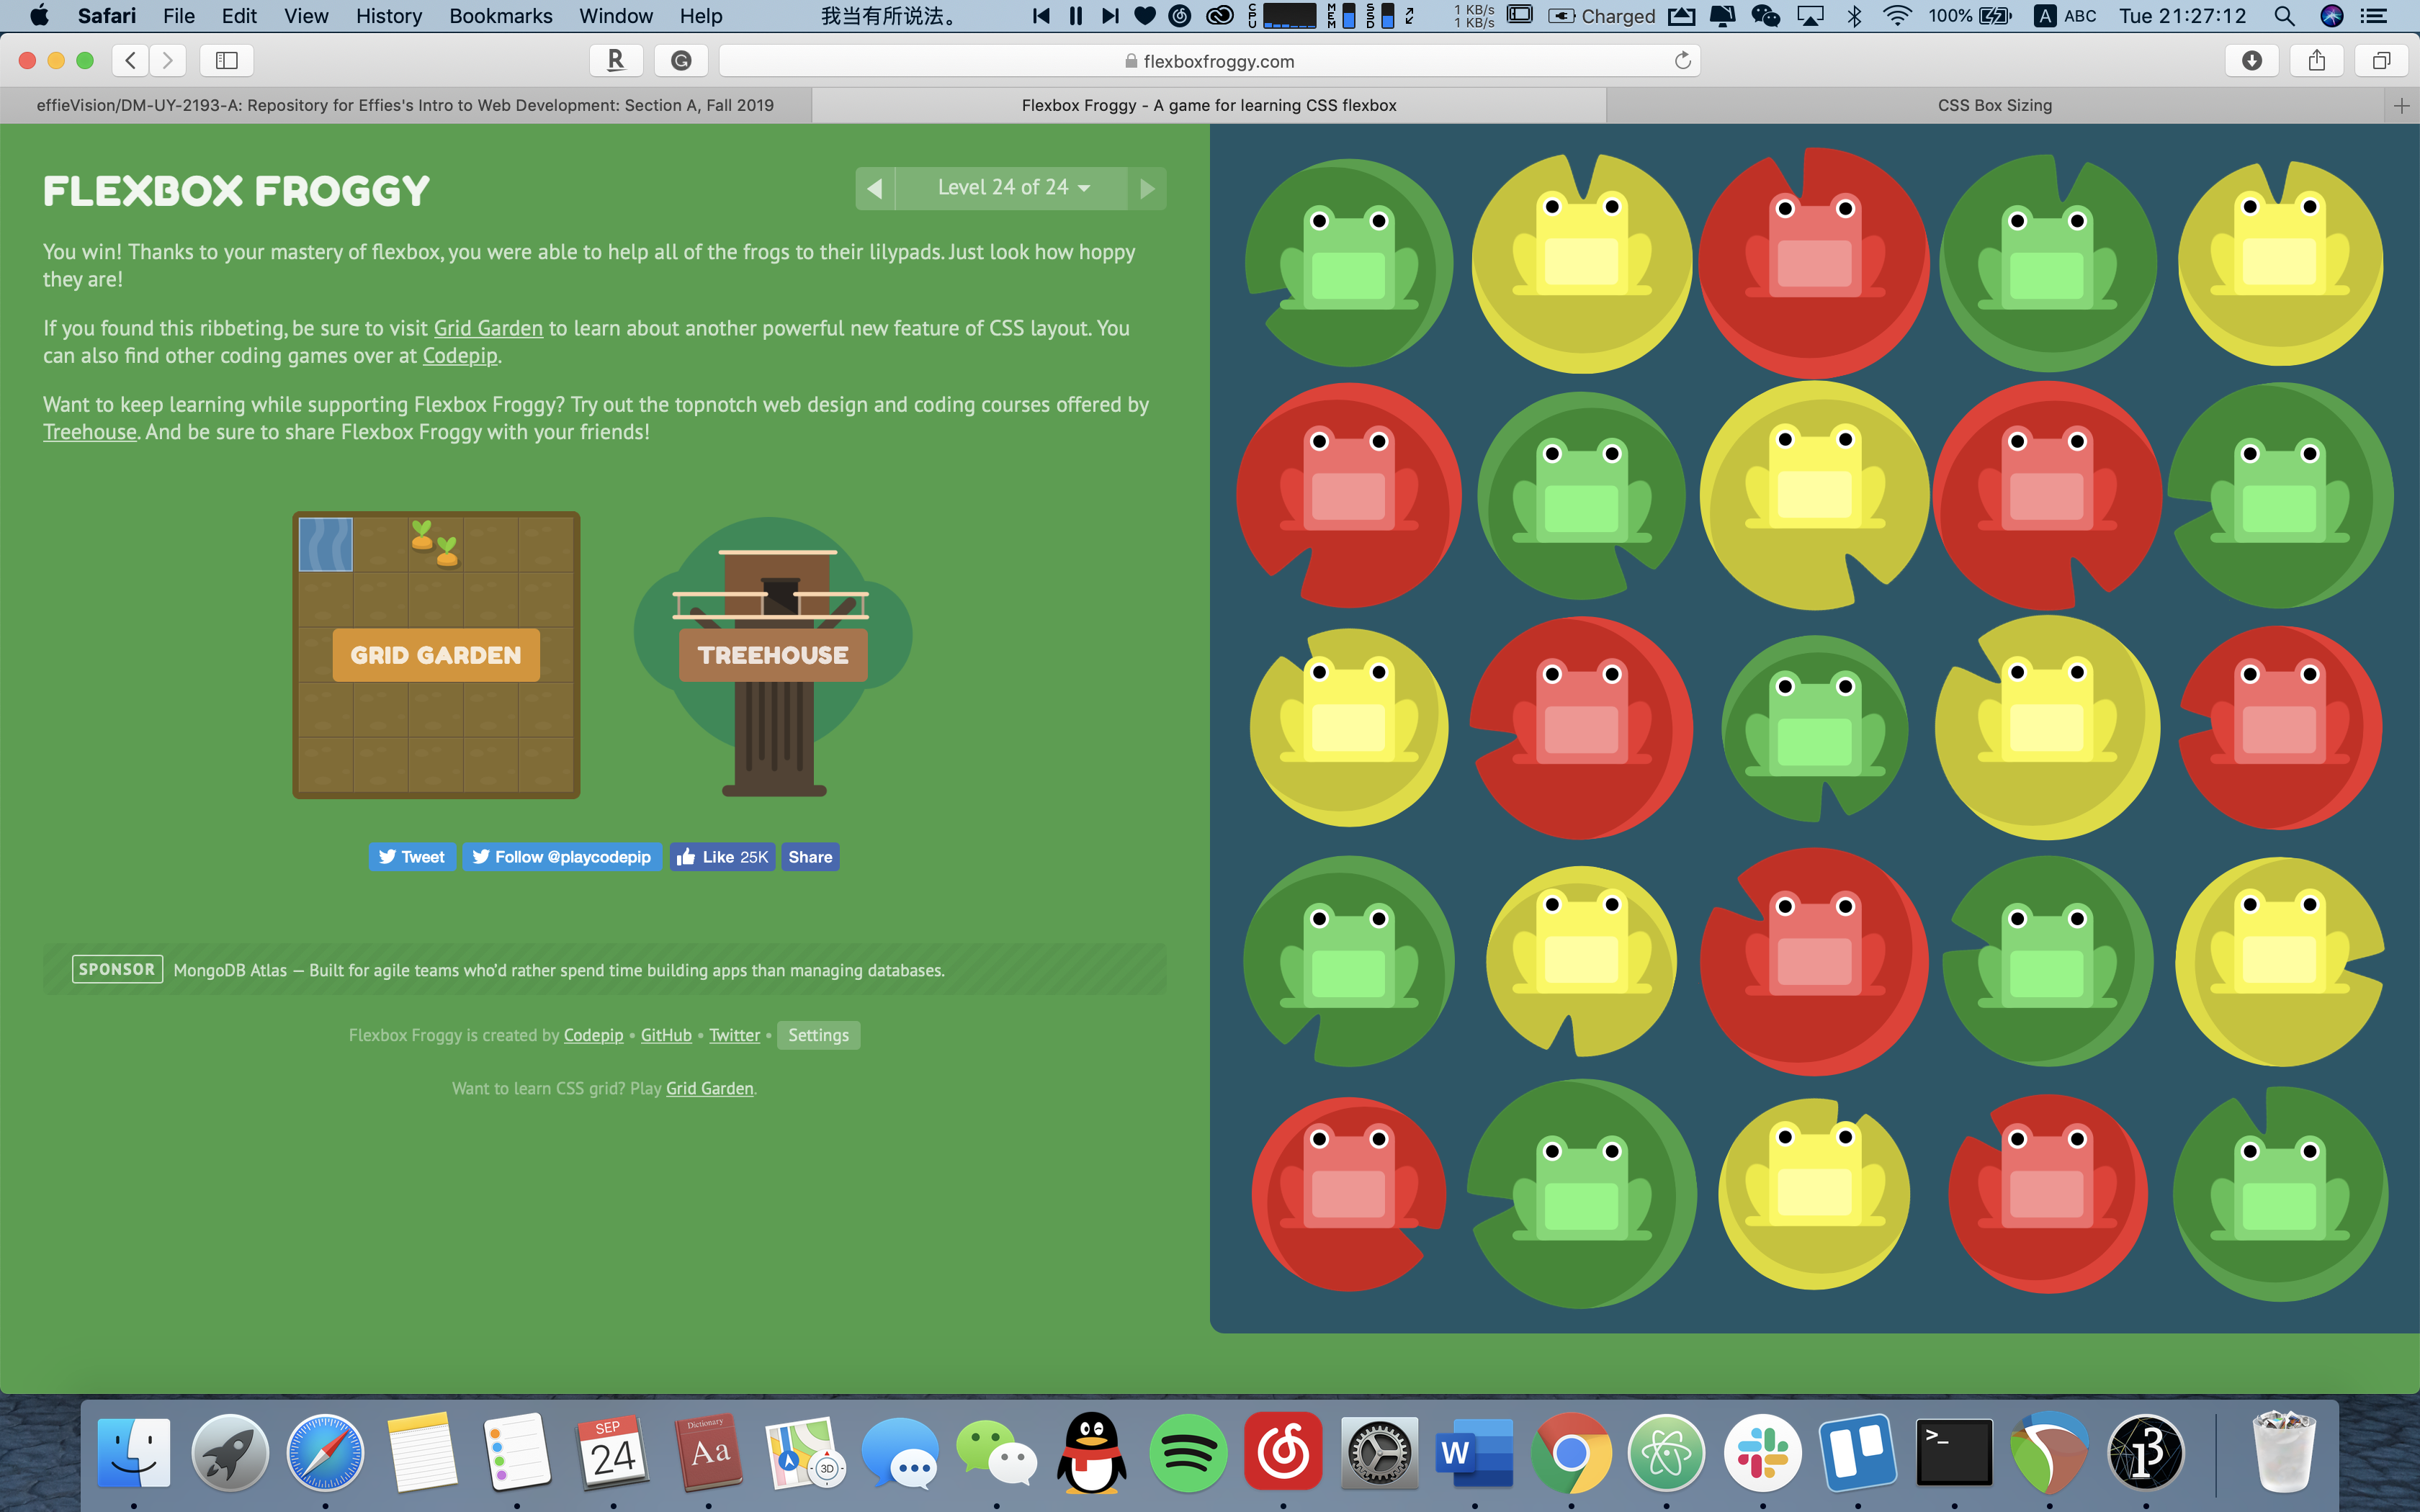 Safari File Edit View History Bookmarks Window Help 我当有所说法。 CPU MEM SSD 1 KB/s 1 KB/s Charged 100% A ABC Tue 21:27:12
R G flexboxfroggy.com
effieVision/DM-UY-2193-A: Repository for Effies's Intro to Web Development: Section A, Fall 2019
Flexbox Froggy - A game for learning CSS flexbox
CSS Box Sizing
FLEXBOX FROGGY
Level 24 of 24
You win! Thanks to your mastery of flexbox, you were able to help all of the frogs to their lilypads. Just look how hoppy
they are!
If you found this ribbeting, be sure to visit Grid Garden to learn about another powerful new feature of CSS layout. You
can also find other coding games over at Codepip.
Want to keep learning while supporting Flexbox Froggy? Try out the topnotch web design and coding courses offered by
Treehouse. And be sure to share Flexbox Froggy with your friends!
GRID GARDEN
TREEHOUSE
Tweet Follow @playcodepip Like 25K Share
SPONSOR MongoDB Atlas — Built for agile teams who'd rather spend time building apps than managing databases.
Flexbox Froggy is created by Codepip • GitHub • Twitter • Settings
Want to learn CSS grid? Play Grid Garden.
SEP
24
Dictionary
Aa
3D
W
>_